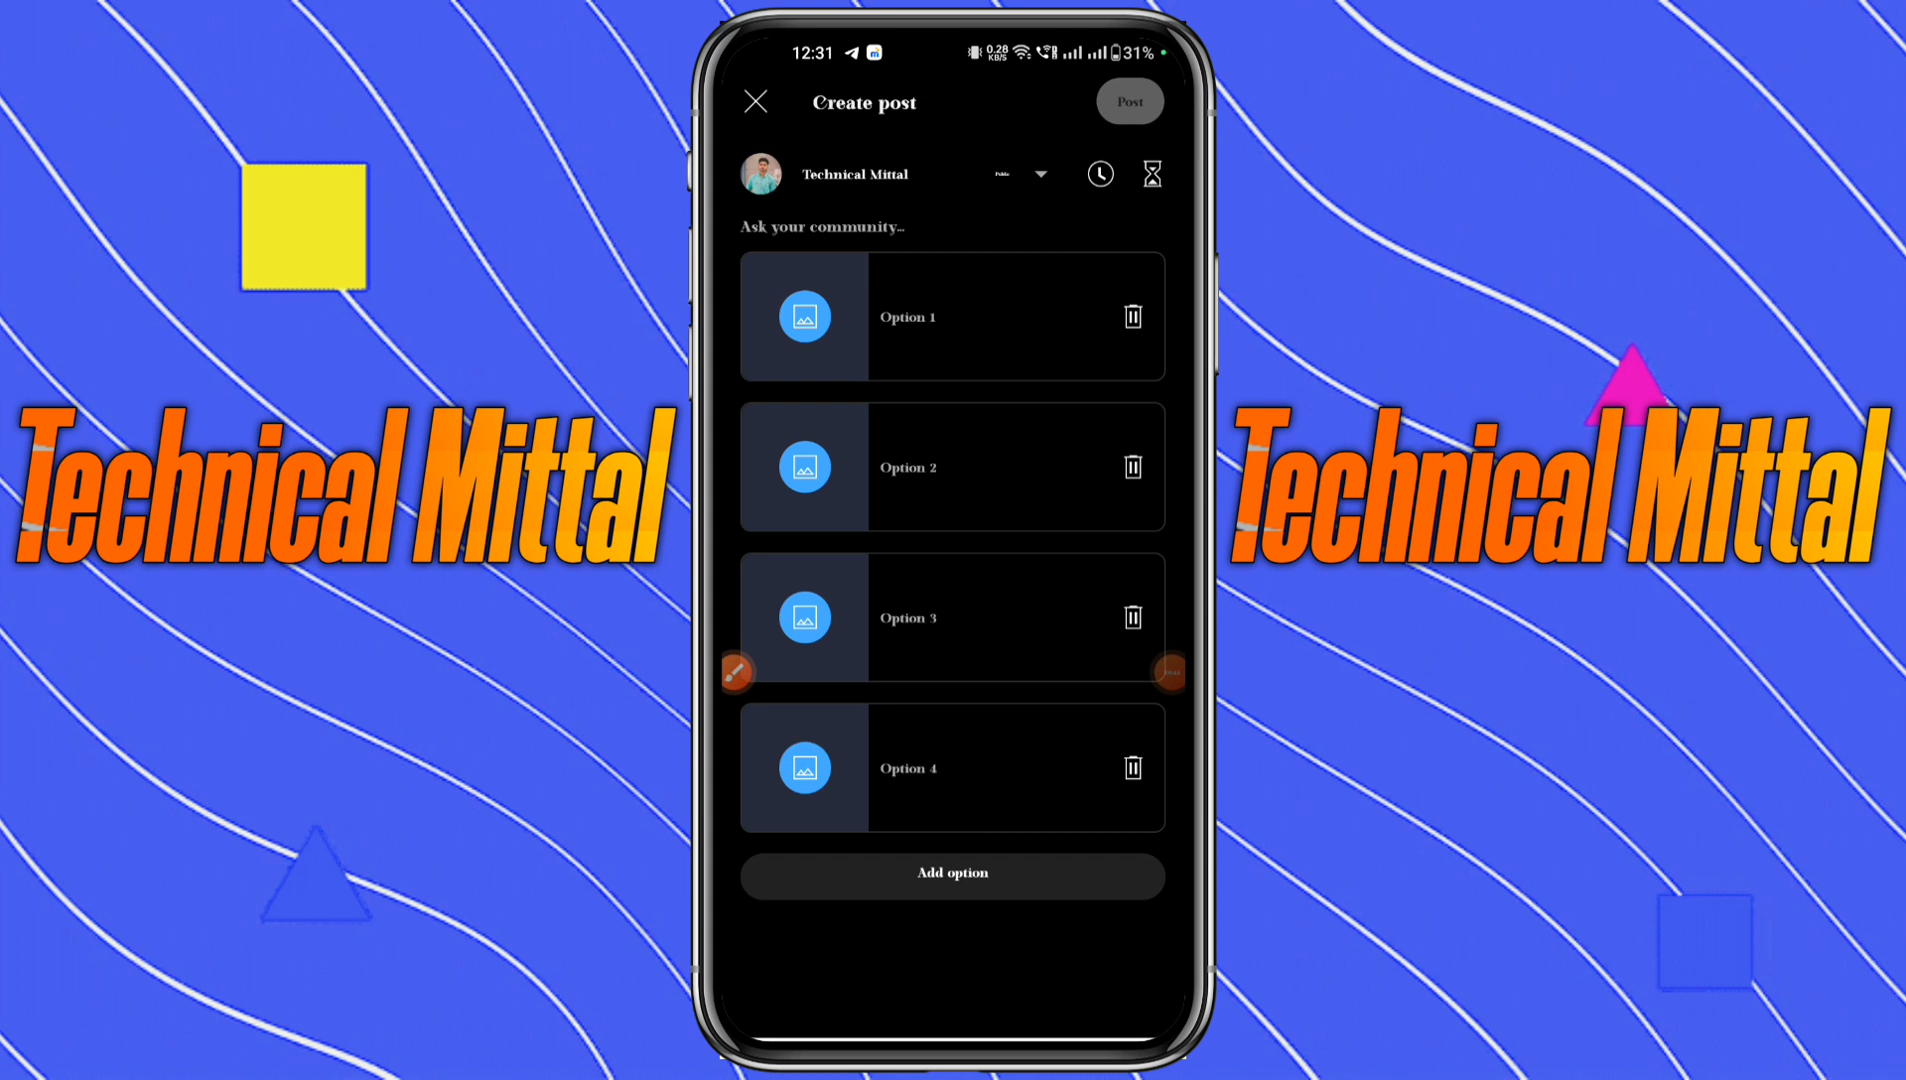 12:31
0.28
KB/S
31%
Create post
Post
Technical Mittal
Public
Ask your community...
Option 1
Option 2
Technical Mittal
Technical Mittal
Option 3
Option 4
Add option